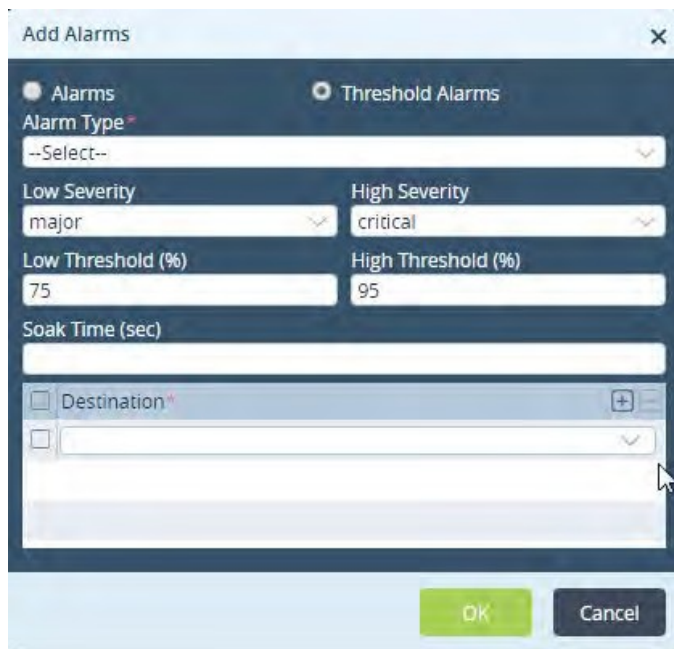 Add Alarms
Alarms Threshold Alarms
Alarm Type*
--Select--
Low Severity High Severity
major critical
Low Threshold (%) High Threshold (%)
75 95
Soak Time (sec)
Destination*
OK Cancel